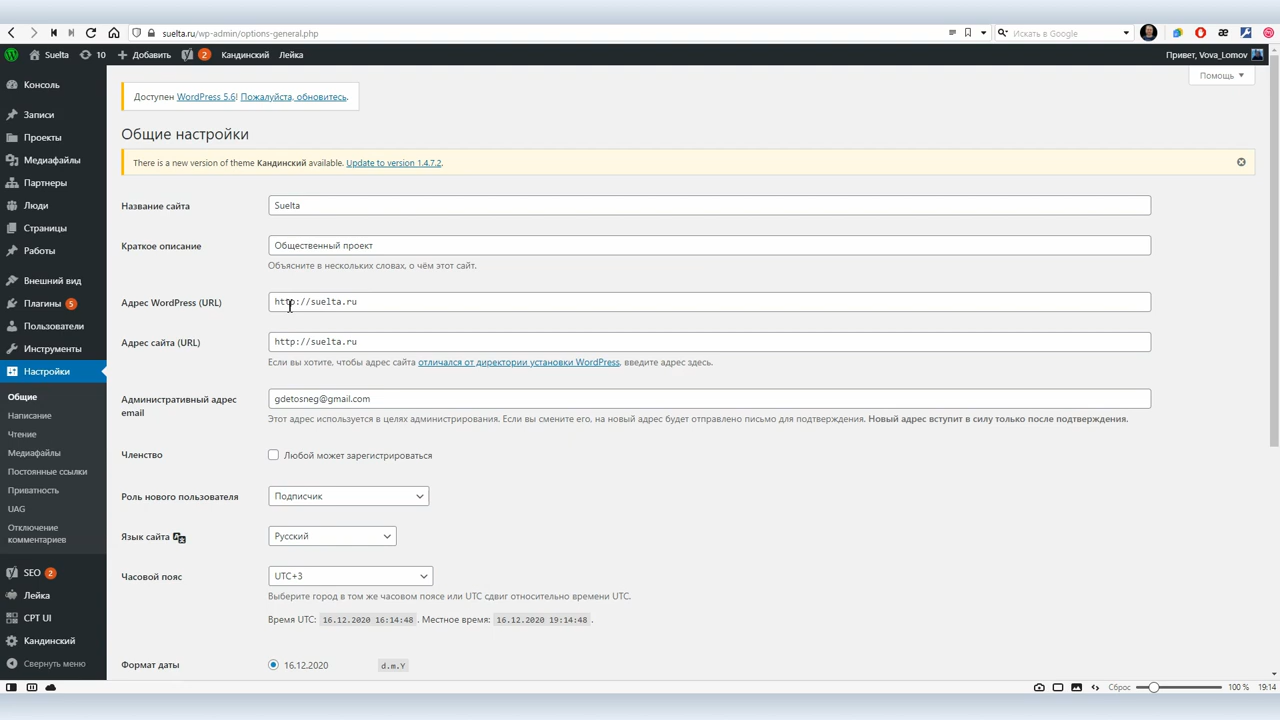 suelta.ru/wp-admin/options-general.php
Искать в Google
Suelta
10
Добавить
2
Кандинский
Лейка
Привет, Vova_Lomov
Помощь
Консоль
Записи
Проекты
Медиафайлы
Партнеры
Люди
Страницы
Работы
Внешний вид
Плагины 5
Пользователи
Инструменты
Настройки
Общие
Написание
Чтение
Медиафайлы
Постоянные ссылки
Приватность
UAG
Отключение
комментариев
SEO 2
Лейка
CPT UI
Кандинский
Свернуть меню
Доступен WordPress 5.6! Пожалуйста, обновитесь.
Общие настройки
There is a new version of theme Кандинский available. Update to version 1.4.7.2.
Название сайта
Suelta
Краткое описание
Общественный проект
Объясните в нескольких словах, о чём этот сайт.
Адрес WordPress (URL)
http://suelta.ru
Адрес сайта (URL)
http://suelta.ru
Если вы хотите, чтобы адрес сайта отличался от директории установки WordPress, введите адрес здесь.
Административный адрес
email
gdetosneg@gmail.com
Этот адрес используется в целях администрирования. Если вы смените его, на новый адрес будет отправлено письмо для подтверждения. Новый адрес вступит в силу только после подтверждения.
Членство
Любой может зарегистрироваться
Роль нового пользователя
Подписчик
Язык сайта
Русский
Часовой пояс
UTC+3
Выберите город в том же часовом поясе или UTC сдвиг относительно времени UTC.
Время UTC: 16.12.2020 16:14:48 . Местное время: 16.12.2020 19:14:48 .
Формат даты
16.12.2020
d.m.Y
Сброс
100 %
19:14